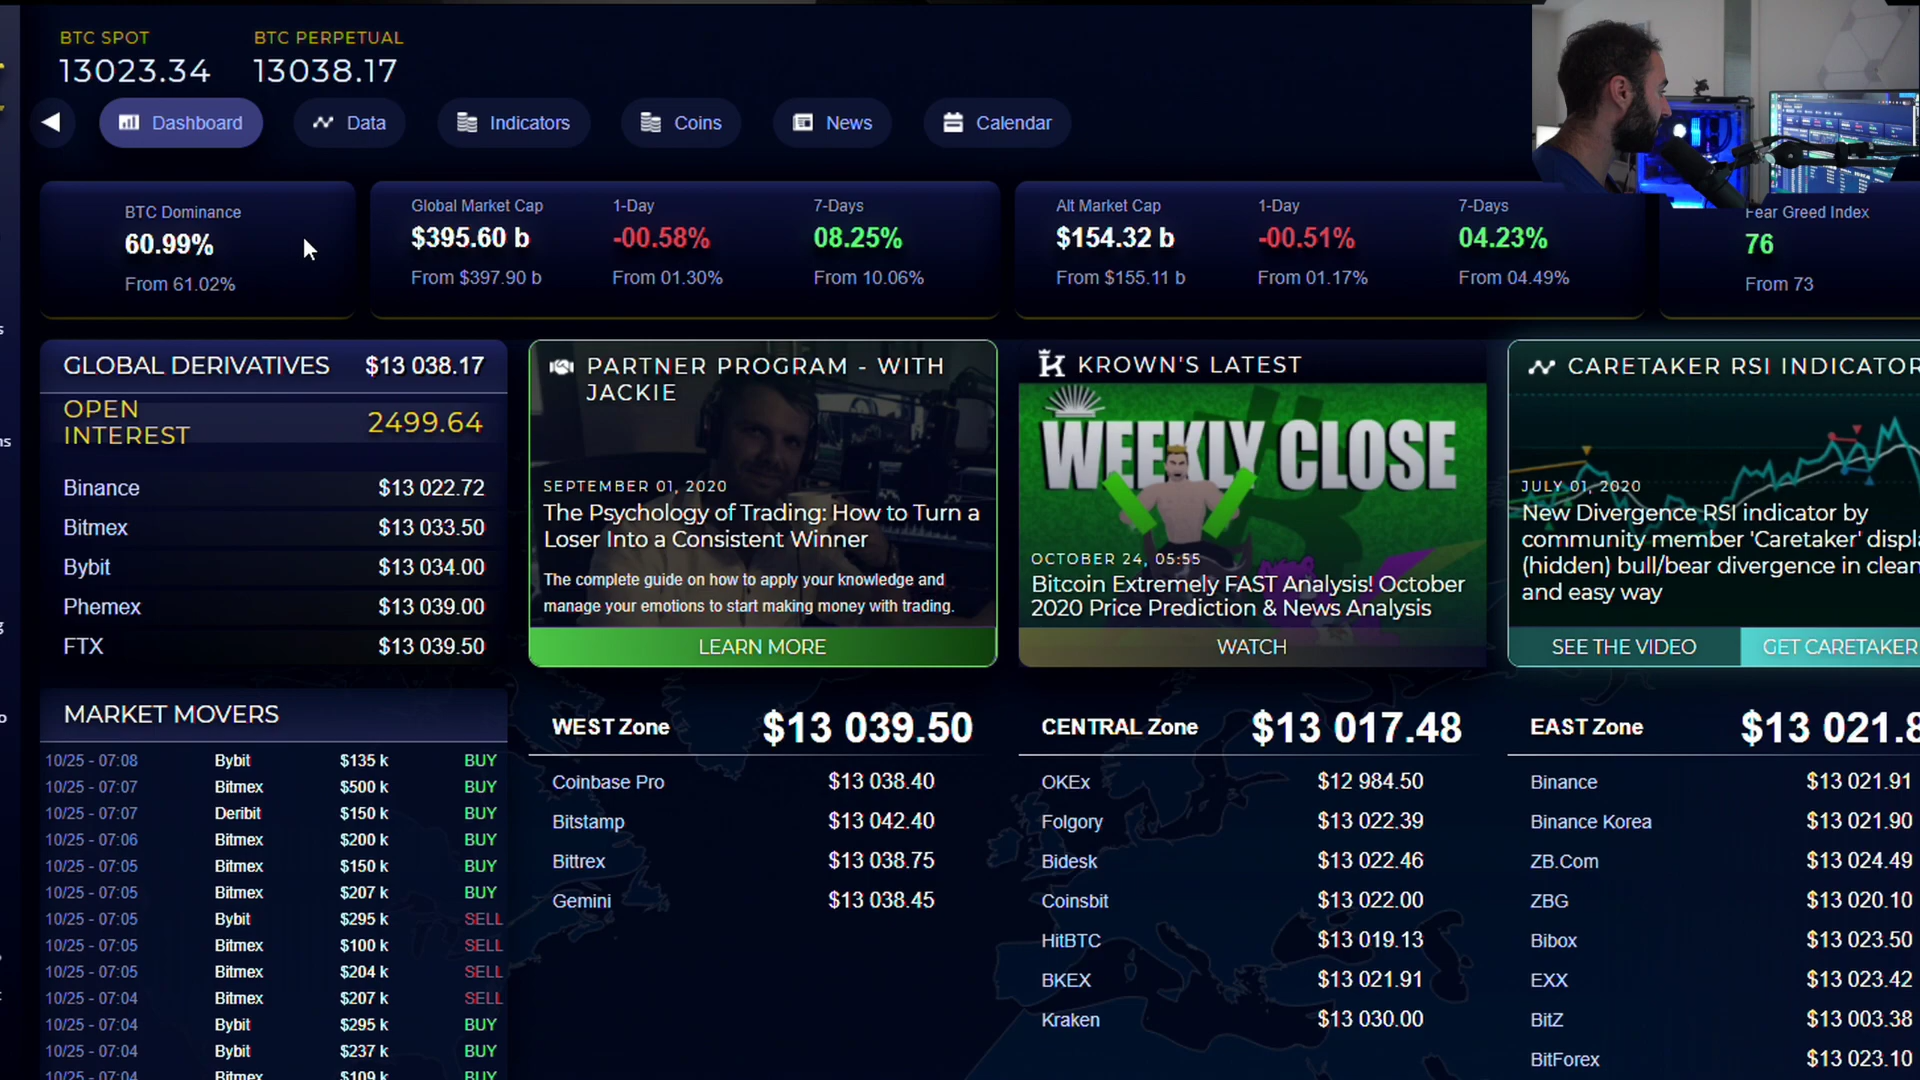 BTC SPOT
13023.34
BTC PERPETUAL
13038.17
Dashboard
Data
Indicators
Coins
News
Calendar
BTC Dominance
60.99%
From 61.02%
Global Market Cap
$395.60 b
From $397.90 b
1-Day
-00.58%
From 01.30%
7-Days
08.25%
From 10.06%
Alt Market Cap
$154.32 b
From $155.11 b
1-Day
-00.51%
From 01.17%
7-Days
04.23%
From 04.49%
Fear Greed Index
76
From 73
GLOBAL DERIVATIVES $13 038.17
OPEN
INTEREST
2499.64
Binance $13 022.72
Bitmex $13 033.50
Bybit $13 034.00
Phemex $13 039.00
FTX $13 039.50
PARTNER PROGRAM - WITH
JACKIE
SEPTEMBER 01, 2020
The Psychology of Trading: How to Turn a
Loser Into a Consistent Winner
The complete guide on how to apply your knowledge and
manage your emotions to start making money with trading.
LEARN MORE
KROWN'S LATEST
WEEKLY CLOSE
OCTOBER 24, 05:55
Bitcoin Extremely FAST Analysis! October
2020 Price Prediction & News Analysis
WATCH
CARETAKER RSI INDICATOR
JULY 01, 2020
New Divergence RSI indicator by
community member 'Caretaker' displa
(hidden) bull/bear divergence in clean
and easy way
SEE THE VIDEO
GET CARETAKER
MARKET MOVERS
10/25 - 07:08 Bybit $135 k BUY
10/25 - 07:07 Bitmex $500 k BUY
10/25 - 07:07 Deribit $150 k BUY
10/25 - 07:06 Bitmex $200 k BUY
10/25 - 07:05 Bitmex $150 k BUY
10/25 - 07:05 Bitmex $207 k BUY
10/25 - 07:05 Bybit $295 k SELL
10/25 - 07:05 Bitmex $100 k SELL
10/25 - 07:05 Bitmex $204 k SELL
10/25 - 07:04 Bitmex $207 k SELL
10/25 - 07:04 Bybit $295 k BUY
10/25 - 07:04 Bybit $237 k BUY
10/25 - 07:04 Bitmex $109 k BUY
WEST Zone $13 039.50
Coinbase Pro $13 038.40
Bitstamp $13 042.40
Bittrex $13 038.75
Gemini $13 038.45
CENTRAL Zone $13 017.48
OKEx $12 984.50
Folgory $13 022.39
Bidesk $13 022.46
Coinsbit $13 022.00
HitBTC $13 019.13
BKEX $13 021.91
Kraken $13 030.00
EAST Zone $13 021.8
Binance $13 021.91
Binance Korea $13 021.90
ZB.Com $13 024.49
ZBG $13 020.10
Bibox $13 023.50
EXX $13 023.42
BitZ $13 003.38
BitForex $13 023.10